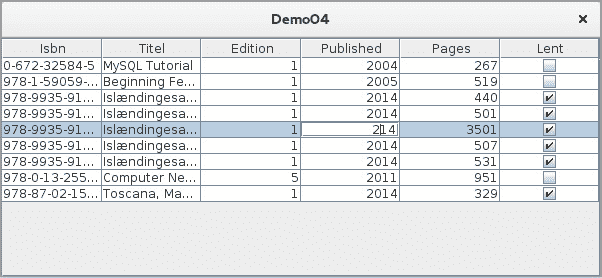 Demo04
Isbn Titel Edition Published Pages Lent
0-672-32584-5 MySQL Tutorial 1 2004 267
978-1-59059-... Beginning Fe... 1 2005 519
978-9935-91... Islændingesa... 1 2014 440
978-9935-91... Islændingesa... 1 2014 501
978-9935-91... Islændingesa... 1 214 3501
978-9935-91... Islændingesa... 1 2014 507
978-9935-91... Islændingesa... 1 2014 531
978-0-13-255... Computer Ne... 5 2011 951
978-87-02-15... Toscana, Ma... 1 2014 329